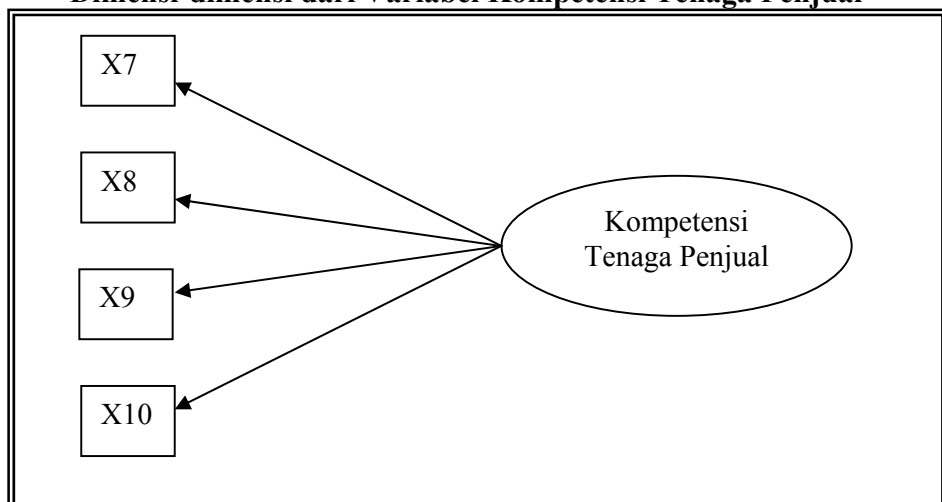 Dimensi-dimensi dari Variabel Kompetensi Tenaga Penjual
X7
X8
X9
X10
Kompetensi
Tenaga Penjual